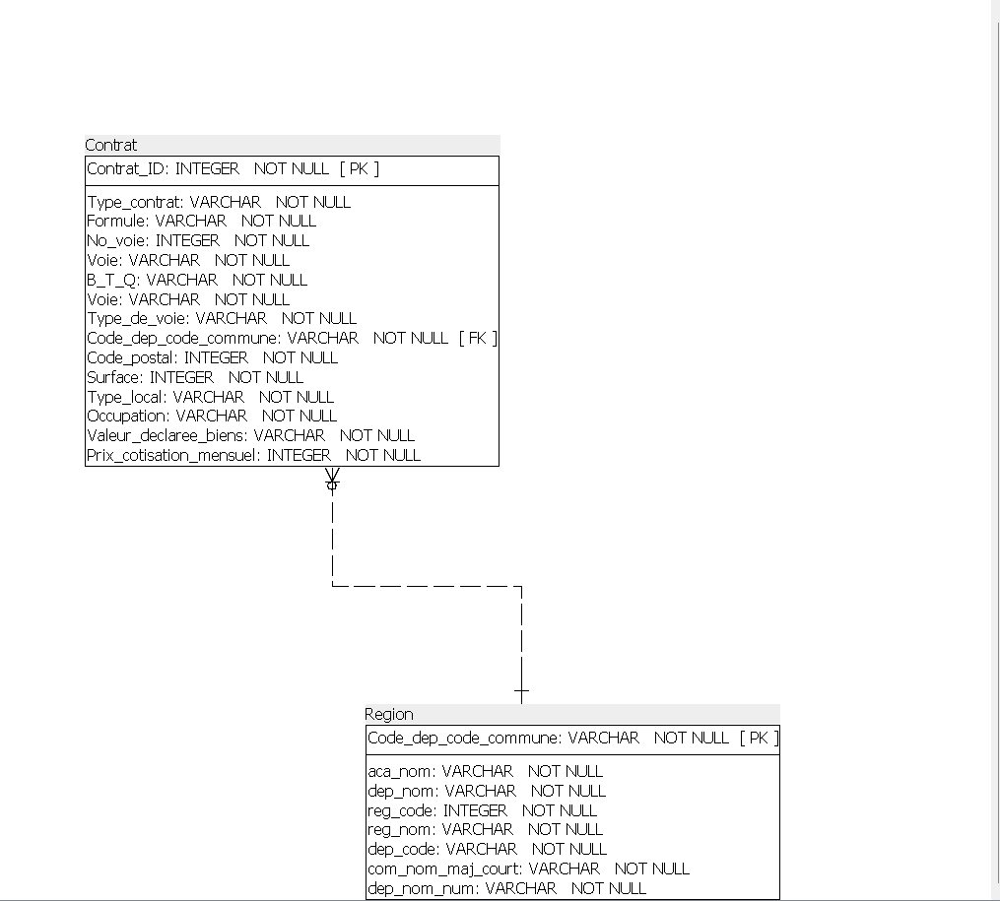 Contrat
Contrat_ID: INTEGER NOT NULL [ PK ]
Type_contrat: VARCHAR NOT NULL
Formule: VARCHAR NOT NULL
No_voie: INTEGER NOT NULL
Voie: VARCHAR NOT NULL
B_T_Q: VARCHAR NOT NULL
Voie: VARCHAR NOT NULL
Type_de_voie: VARCHAR NOT NULL
Code_dep_code_commune: VARCHAR NOT NULL [ FK ]
Code_postal: INTEGER NOT NULL
Surface: INTEGER NOT NULL
Type_local: VARCHAR NOT NULL
Occupation: VARCHAR NOT NULL
Valeur_declaree_biens: VARCHAR NOT NULL
Prix_cotisation_mensuel: INTEGER NOT NULL
Region
Code_dep_code_commune: VARCHAR NOT NULL [ PK ]
aca_nom: VARCHAR NOT NULL
dep_nom: VARCHAR NOT NULL
reg_code: INTEGER NOT NULL
reg_nom: VARCHAR NOT NULL
dep_code: VARCHAR NOT NULL
com_nom_maj_court: VARCHAR NOT NULL
dep_nom_num: VARCHAR NOT NULL